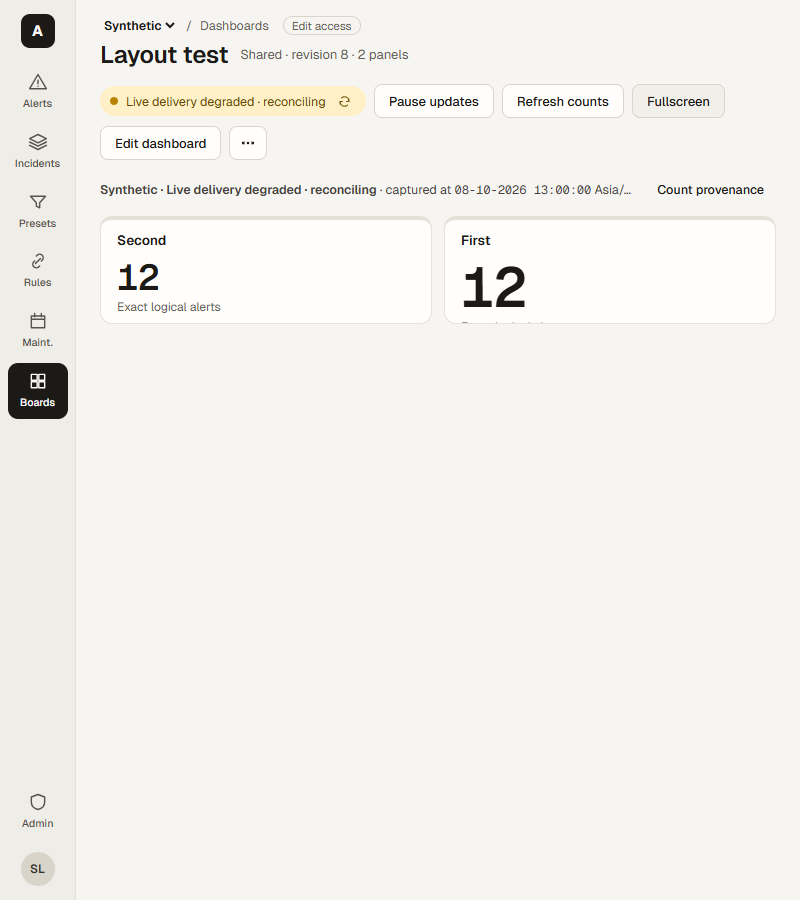 A
Synthetic / Dashboards Edit access
Layout test Shared · revision 8 · 2 panels
Live delivery degraded · reconciling Pause updates Refresh counts Fullscreen
Edit dashboard ...
Synthetic · Live delivery degraded · reconciling · captured at 08-10-2026 13:00:00 Asia/… Count provenance
Second
12
Exact logical alerts
First
12
Alerts
Incidents
Presets
Rules
Maint.
Boards
Admin
SL